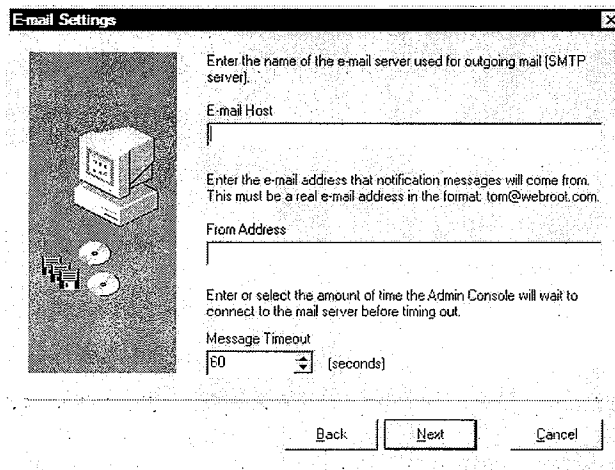 E-mail Settings
Enter the name of the e-mail server used for outgoing mail (SMTP
server).
E-mail Host
Enter the e-mail address that notification messages will come from.
This must be a real e-mail address in the format: tom@webroot.com.
From Address
Enter or select the amount of time the Admin Console will wait to
connect to the mail server before timing out.
Message Timeout
60 (seconds)
Back Next Cancel